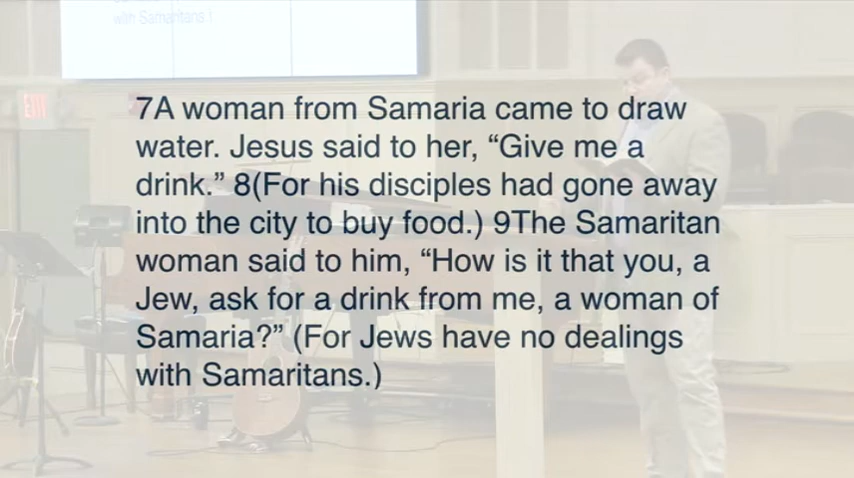 with Samaritans.)
EXIT
7A woman from Samaria came to draw
water. Jesus said to her, “Give me a
drink.” 8(For his disciples had gone away
into the city to buy food.) 9The Samaritan
woman said to him, “How is it that you, a
Jew, ask for a drink from me, a woman of
Samaria?” (For Jews have no dealings
with Samaritans.)